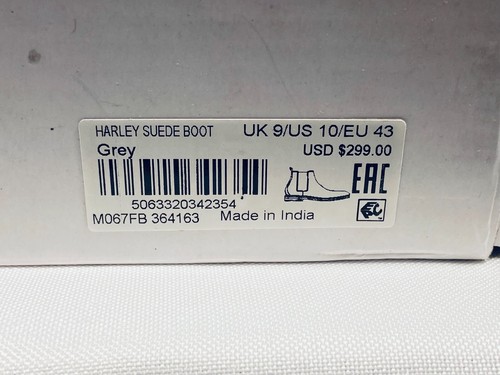 HARLEY SUEDE BOOT UK 9/US 10/EU 43
Grey USD $299.00
5063320342354
M067FB 364163 Made in India
EAC